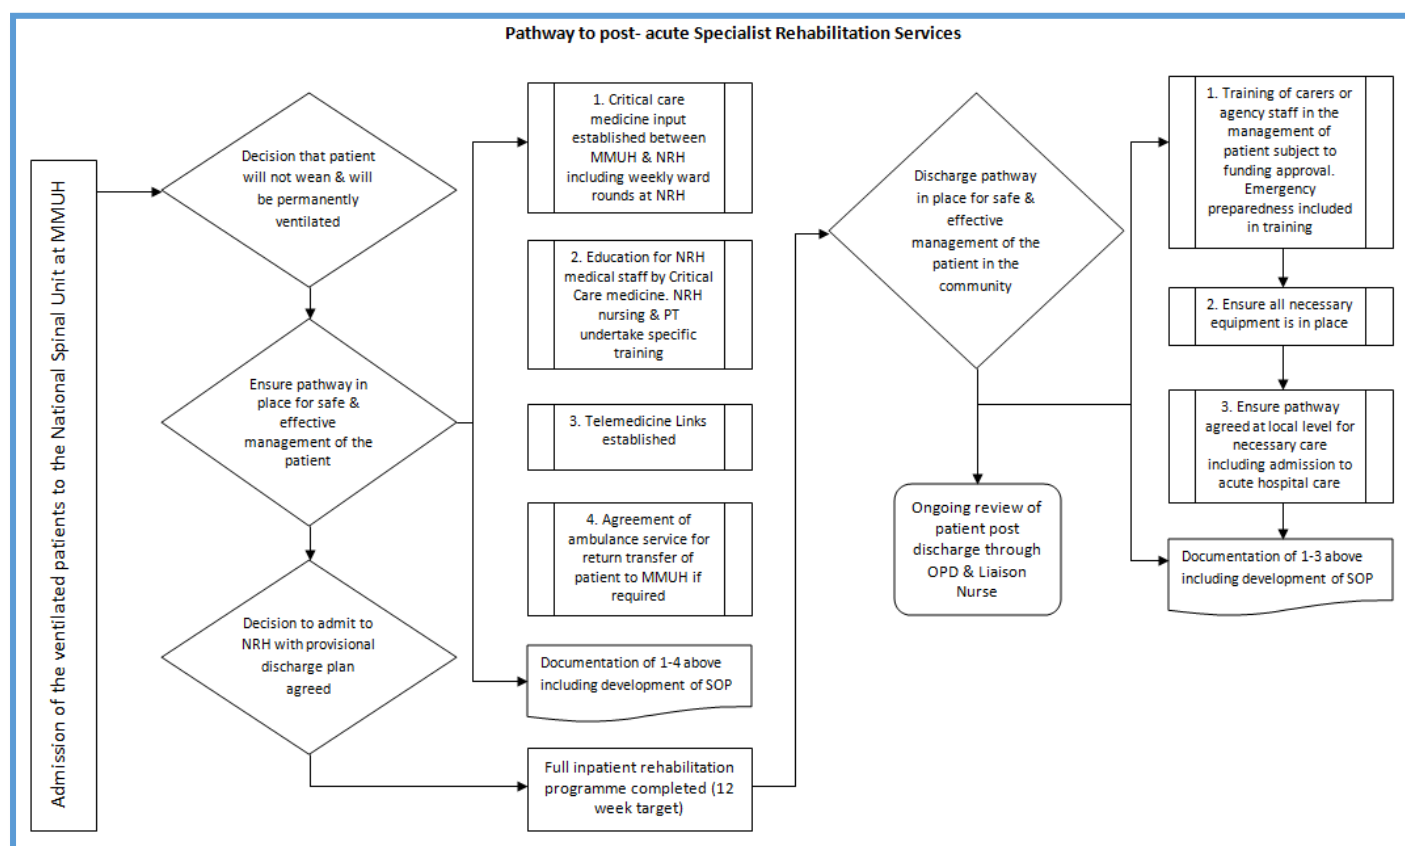 Pathway to post- acute Specialist Rehabilitation Services
Admission of the ventilated patients to the National Spinal Unit at MMUH
Decision that patient
will not wean & will
be permanently
ventilated
Ensure pathway in
place for safe &
effective
management of the
patient
Decision to admit to
NRH with provisional
discharge plan
agreed
1. Critical care
medicine input
established between
MMUH & NRH
including weekly ward
rounds at NRH
2. Education for NRH
medical staff by Critical
Care medicine. NRH
nursing & PT
undertake specific
training
3. Telemedicine Links
established
4. Agreement of
ambulance service for
return transfer of
patient to MMUH if
required
Documentation of 1-4 above
including development of SOP
Full inpatient rehabilitation
programme completed (12
week target)
Discharge pathway
in place for safe &
effective
management of the
patient in the
community
Ongoing review of
patient post
discharge through
OPD & Liaison
Nurse
1. Training of carers or
agency staff in the
management of
patient subject to
funding approval.
Emergency
preparedness included
in training
2. Ensure all necessary
equipment is in place
3. Ensure pathway
agreed at local level for
necessary care
including admission to
acute hospital care
Documentation of 1-3 above
including development of SOP